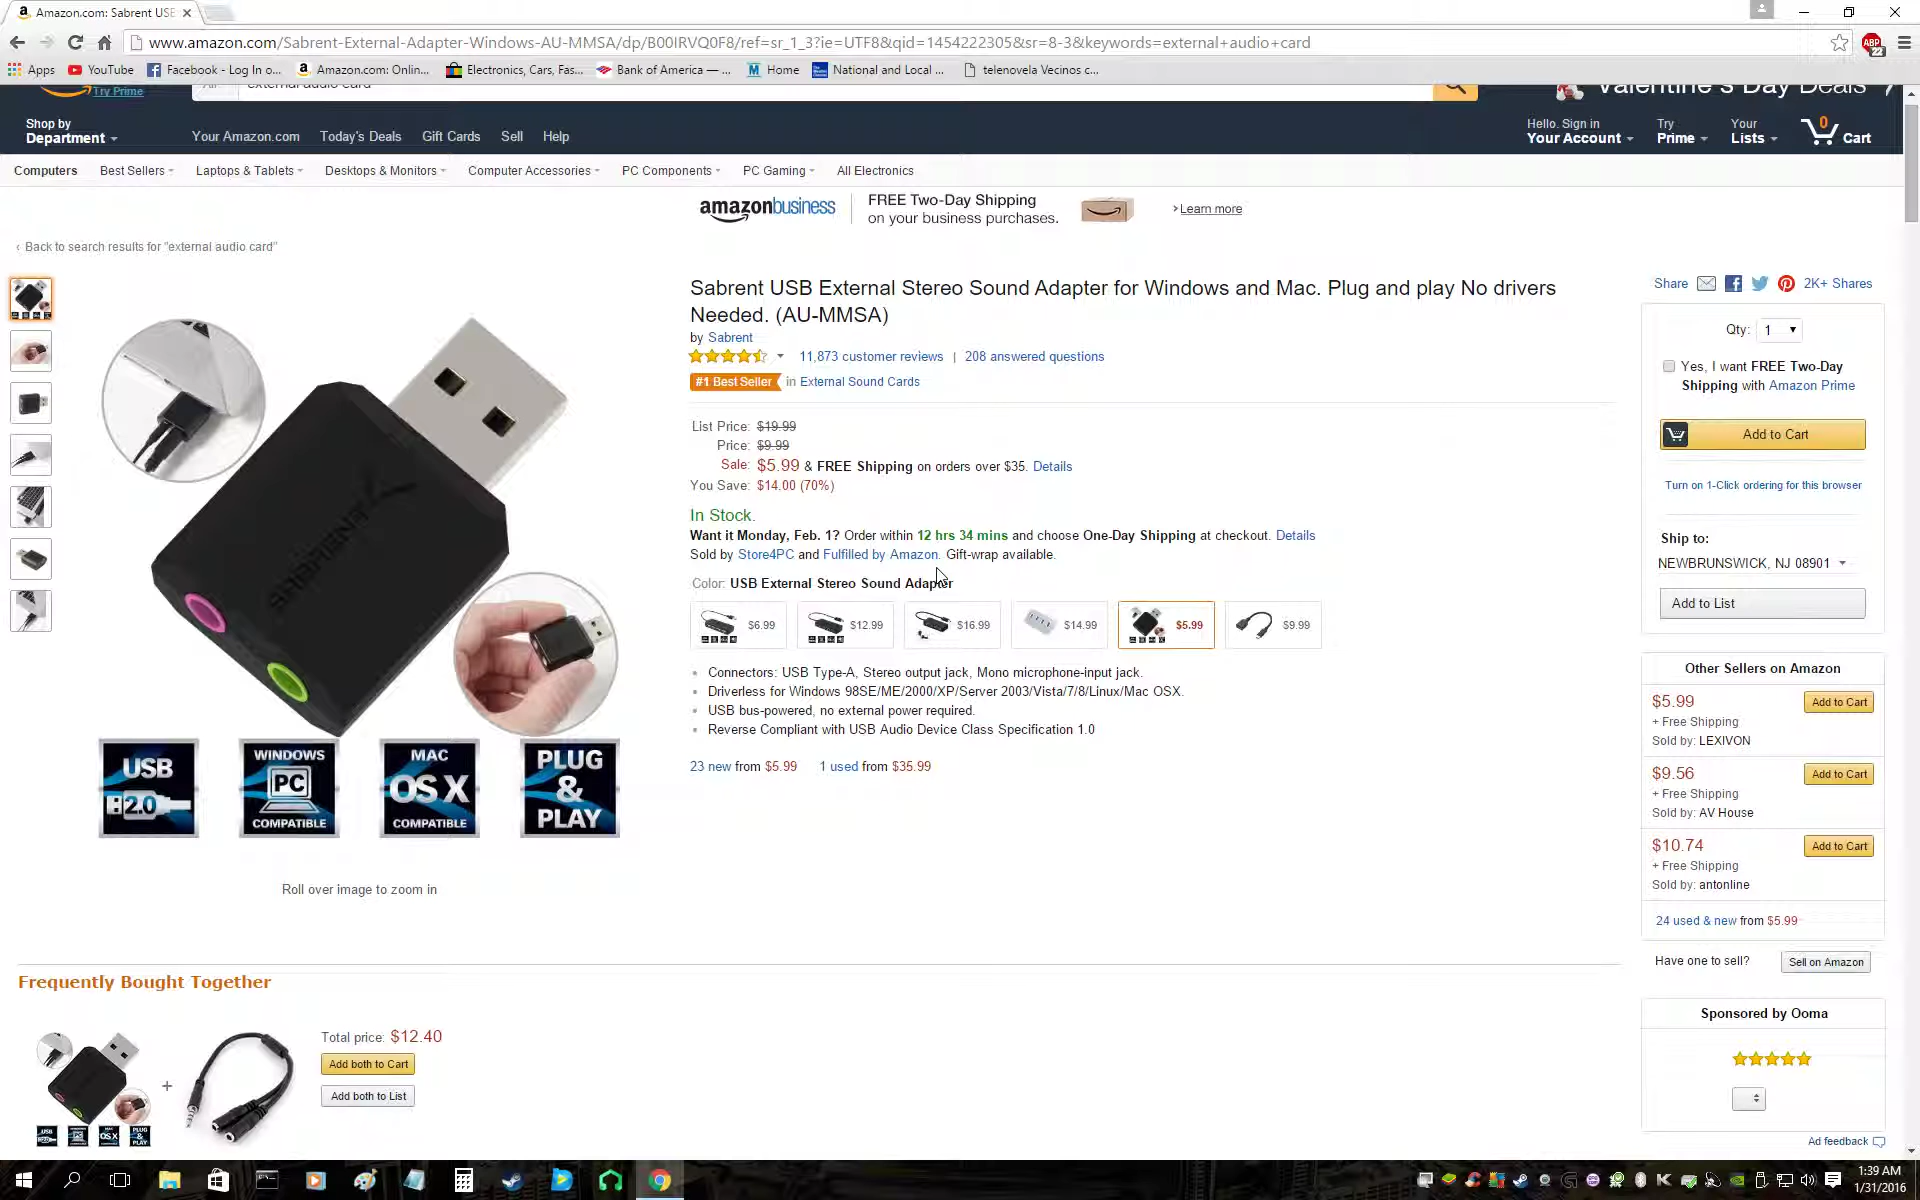 Amazon.com: Sabrent USE
www.amazon.com/Sabrent-External-Adapter-Windows-AU-MMSA/dp/B00IRVQ0F8/ref=sr_1_3?ie=UTF8&qid=1454222305&sr=8-3&keywords=external+audio+card
ABP
22
Apps YouTube Facebook - Log In o... Amazon.com: Onlin... Electronics, Cars, Fas... Bank of America — ... Home National and Local ... telenovela Vecinos c...
Try Prime
external audio card
Valentine's Day Deals
Shop by
Department
Your Amazon.com Today's Deals Gift Cards Sell Help
Hello. Sign in
Your Account
Try
Prime
Your
Lists
0
Cart
Computers Best Sellers Laptops & Tablets Desktops & Monitors Computer Accessories PC Components PC Gaming All Electronics
amazonbusiness
FREE Two-Day Shipping
on your business purchases.
Learn more
‹ Back to search results for "external audio card"
SABRENT
USB
2.0
WINDOWS
PC
COMPATIBLE
MAC
OS X
COMPATIBLE
PLUG
&
PLAY
Roll over image to zoom in
Sabrent USB External Stereo Sound Adapter for Windows and Mac. Plug and play No drivers
Needed. (AU-MMSA)
by Sabrent
11,873 customer reviews | 208 answered questions
#1 Best Seller in External Sound Cards
List Price: $19.99
Price: $9.99
Sale: $5.99 & FREE Shipping on orders over $35. Details
You Save: $14.00 (70%)
In Stock.
Want it Monday, Feb. 1? Order within 12 hrs 34 mins and choose One-Day Shipping at checkout. Details
Sold by Store4PC and Fulfilled by Amazon. Gift-wrap available.
Color: USB External Stereo Sound Adapter
$6.99 $12.99 $16.99 $14.99 $5.99 $9.99
Connectors: USB Type-A, Stereo output jack, Mono microphone-input jack.
Driverless for Windows 98SE/ME/2000/XP/Server 2003/Vista/7/8/Linux/Mac OSX.
USB bus-powered, no external power required.
Reverse Compliant with USB Audio Device Class Specification 1.0
23 new from $5.99 1 used from $35.99
Share 2K+ Shares
Qty: 1
Yes, I want FREE Two-Day
Shipping with Amazon Prime
Add to Cart
Turn on 1-Click ordering for this browser
Ship to:
NEWBRUNSWICK, NJ 08901
Add to List
Other Sellers on Amazon
$5.99 Add to Cart
+ Free Shipping
Sold by: LEXIVON
$9.56 Add to Cart
+ Free Shipping
Sold by: AV House
$10.74 Add to Cart
+ Free Shipping
Sold by: antonline
24 used & new from $5.99
Have one to sell? Sell on Amazon
Sponsored by Ooma
Ad feedback
Frequently Bought Together
+
Total price: $12.40
Add both to Cart
Add both to List
1:39 AM
1/31/2016